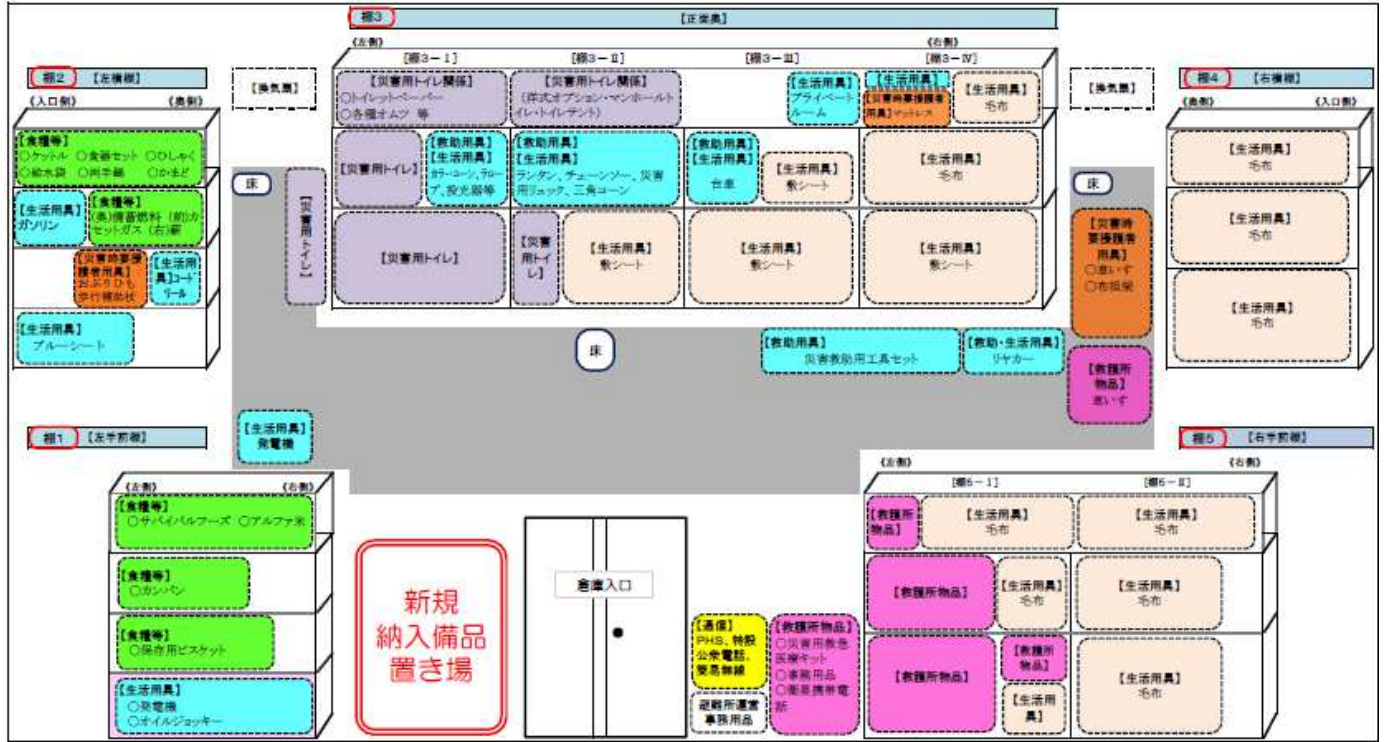 棚3
【正面奥】
《左側》
《右側》
[棚3-Ⅰ]
[棚3-Ⅱ]
[棚3-Ⅲ]
[棚3-Ⅳ]
【災害用トイレ関係】
○トイレットペーパー
○各種オムツ 等
【災害用トイレ関係】
(洋式オプション・マンホールト
イレ・トイレテント)
【生活用具】
プライベート
ルーム
【生活用具】
【災害時要援護者
用具】マットレス
【生活用具】
毛布
【災害用トイレ】
【救助用具】
【生活用具】
カラーコーン、テロー
プ、投光器等
【救助用具】
【生活用具】
ランタン、チェーンソー、災害
用リュック、三角コーン
【救助用具】
【生活用具】
台車
【生活用具】
敷シート
【生活用具】
毛布
【災害用トイレ】
【災害
用トイ
レ】
【生活用具】
敷シート
【生活用具】
敷シート
【生活用具】
敷シート
棚2
【左横棚】
《入口側》
《奥側》
【食糧等】
○ケットル ○食器セット ○ひしゃく
○給水袋 ○両手鍋 ○かまど
【生活用具】
ガソリン
【食糧等】
(奥)備蓄燃料 (前)カ
セットガス (右)薪
【災害時要援
護者用具】
おぶりひも
歩行補助杖
【生活用
具】コード
リール
【生活用具】
ブルーシート
【換気扇】
床
【災害用トイレ】
【換気扇】
床
【災害時
要援護者
用具】
○車いす
○布担架
【救護所
物品】
車いす
棚4
【右横棚】
《奥側》
《入口側》
【生活用具】
毛布
【生活用具】
毛布
【生活用具】
毛布
床
【救助用具】
災害救助用工具セット
【救助・生活用具】
リヤカー
棚1
【左手前棚】
【生活用具】
発電機
《左側》
《右側》
【食糧等】
○サバイバルフーズ ○アルファ米
【食糧等】
○カンパン
【食糧等】
○保存用ビスケット
【生活用具】
○発電機
○オイルジョッキー
新規
納入備品
置き場
倉庫入口
【通信】
PHS、特設
公衆電話、
簡易無線
避難所運営
事務用品
【救護所物品】
○災害用救急
医療キット
○事務用品
○衛星携帯電
話
棚5
【右手前棚】
《左側》
《右側》
[棚5-Ⅰ]
[棚5-Ⅱ]
【救護所
物品】
【生活用具】
毛布
【生活用具】
毛布
【救護所物品】
【生活用具】
毛布
【生活用具】
毛布
【救護所物品】
【救護所
物品】
【生活用
具】
【生活用具】
毛布